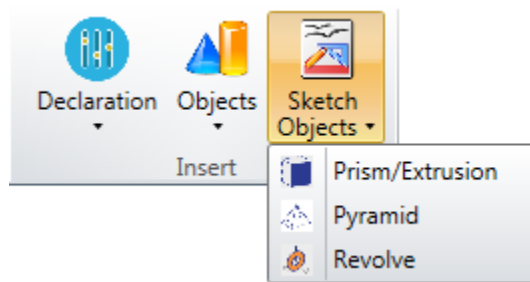 Declaration
Objects
Sketch
Objects
Insert
Prism/Extrusion
Pyramid
Revolve